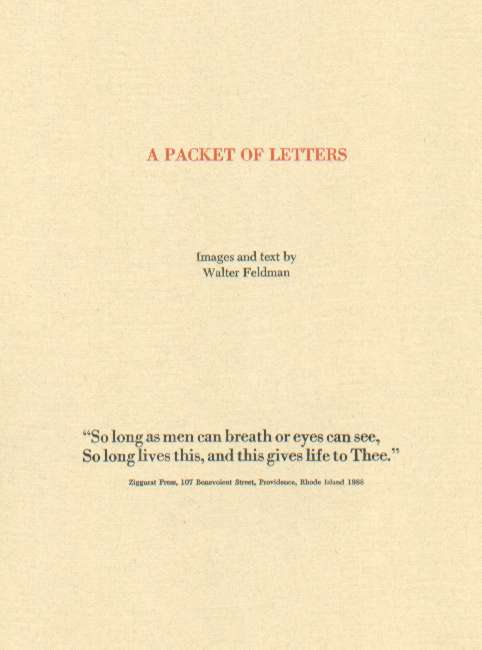 A PACKET OF LETTERS
Images and text by
Walter Feldman
“So long as men can breath or eyes can see,
So long lives this, and this gives life to Thee.”
Ziggurat Press, 107 Benevolent Street, Providence, Rhode Island 1988